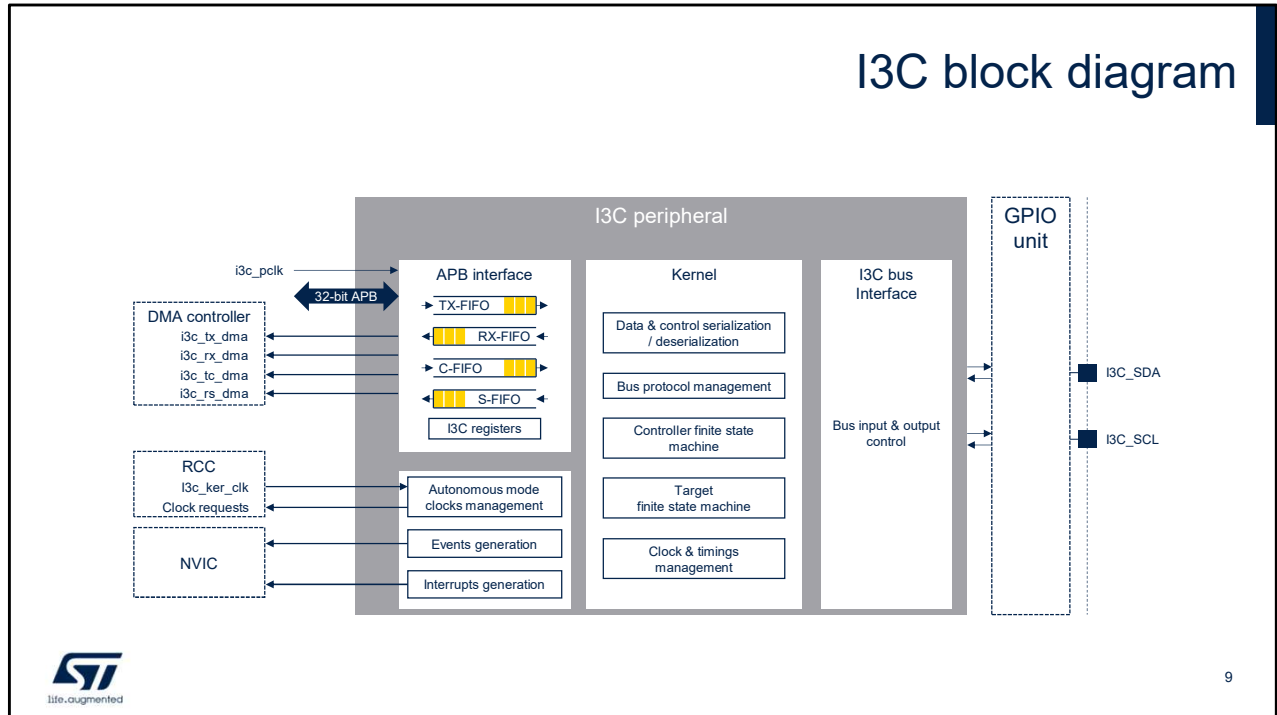 I3C block diagram
I3C peripheral
GPIO
unit
i3c_pclk
32-bit APB
DMA controller
i3c_tx_dma
i3c_rx_dma
i3c_tc_dma
i3c_rs_dma
RCC
I3c_ker_clk
Clock requests
NVIC
APB interface
TX-FIFO
RX-FIFO
C-FIFO
S-FIFO
I3C registers
Autonomous mode
clocks management
Events generation
Interrupts generation
Kernel
Data & control serialization
/ deserialization
Bus protocol management
Controller finite state
machine
Target
finite state machine
Clock & timings
management
I3C bus
Interface
Bus input & output
control
I3C_SDA
I3C_SCL
ST
life.augmented
9